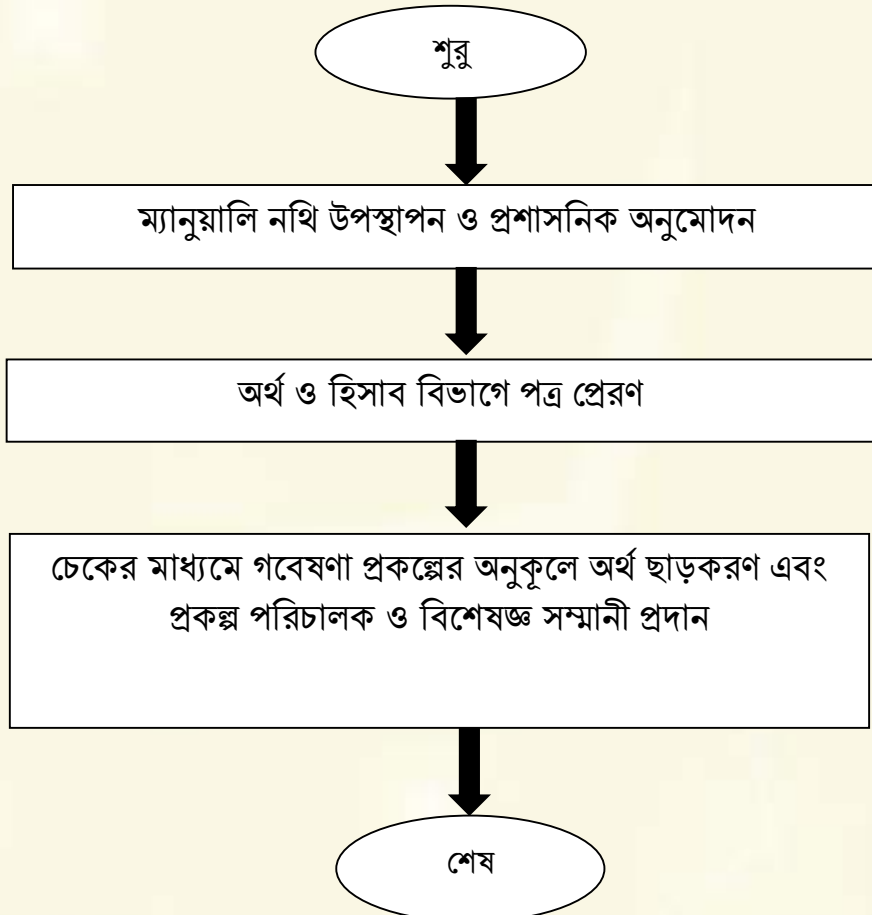 শুরু
ম্যানুয়ালি নথি উপস্থাপন ও প্রশাসনিক অনুমোদন
অর্থ ও হিসাব বিভাগে পত্র প্রেরণ
চেকের মাধ্যমে গবেষণা প্রকল্পের অনুকূলে অর্থ ছাড়করণ এবং
প্রকল্প পরিচালক ও বিশেষজ্ঞ সম্মানী প্রদান
শেষ